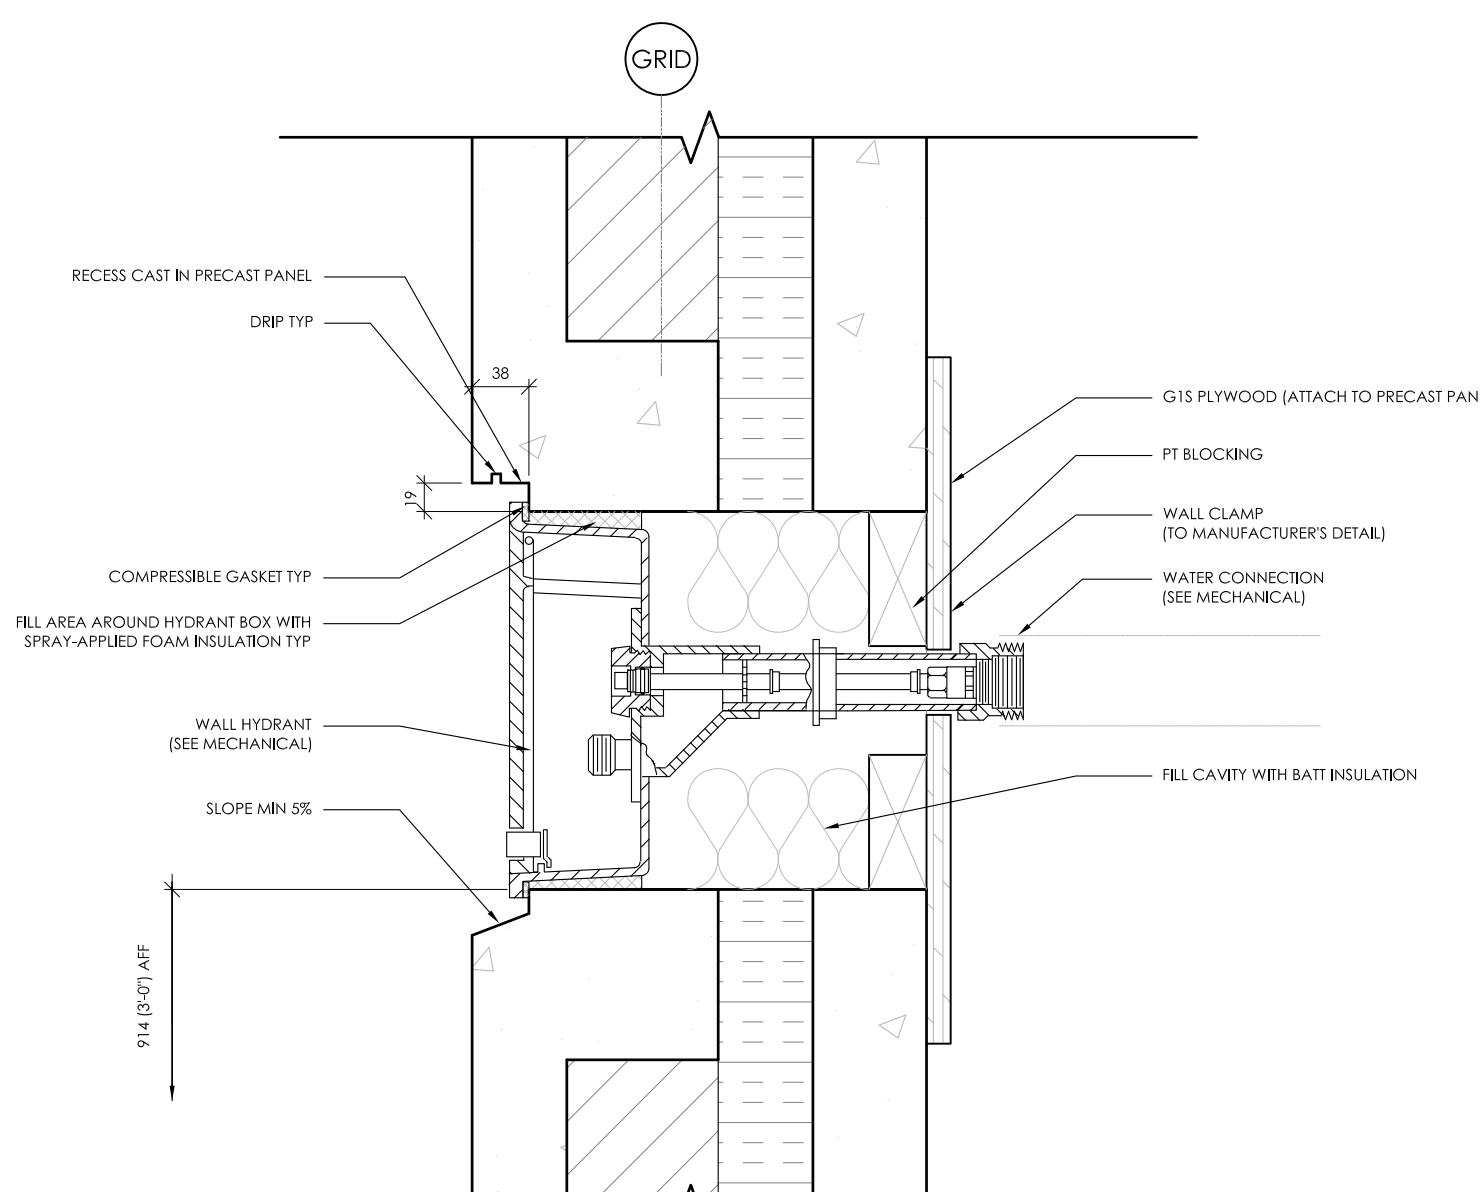 GRID
RECESS CAST IN PRECAST PANEL
DRIP TYP
38
19
COMPRESSIBLE GASKET TYP
FILL AREA AROUND HYDRANT BOX WITH
SPRAY-APPLIED FOAM INSULATION TYP
WALL HYDRANT
(SEE MECHANICAL)
SLOPE MIN 5%
914 (3'-0") AFF
G1S PLYWOOD (ATTACH TO PRECAST PAN
PT BLOCKING
WALL CLAMP
(TO MANUFACTURER'S DETAIL)
WATER CONNECTION
(SEE MECHANICAL)
FILL CAVITY WITH BATT INSULATION